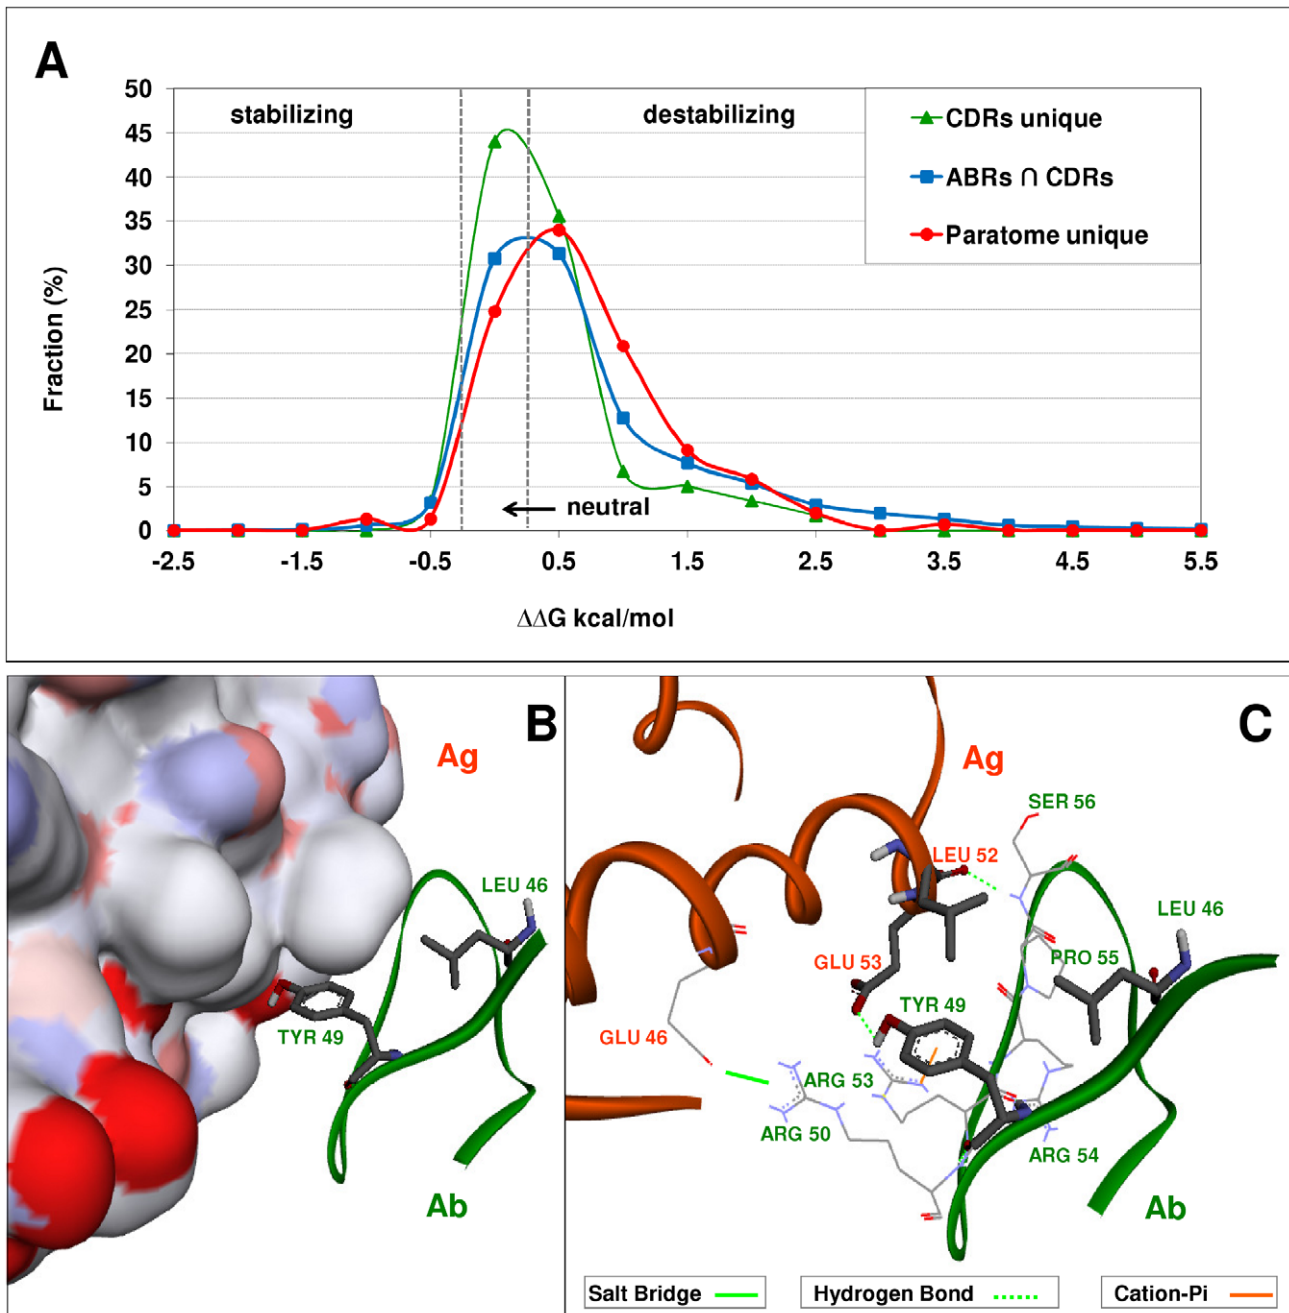 A
50
45
40
35
30
25
20
15
10
5
0
Fraction (%)
stabilizing
destabilizing
CDRs unique
ABRs ∩ CDRs
Paratome unique
neutral
-2.5 -1.5 -0.5 0.5 1.5 2.5 3.5 4.5 5.5
∆∆G kcal/mol
B
Ag
LEU 46
TYR 49
Ab
C
Ag
SER 56
LEU 52
LEU 46
PRO 55
GLU 53
TYR 49
GLU 46
ARG 53
ARG 50
ARG 54
Ab
Salt Bridge
Hydrogen Bond
Cation-Pi